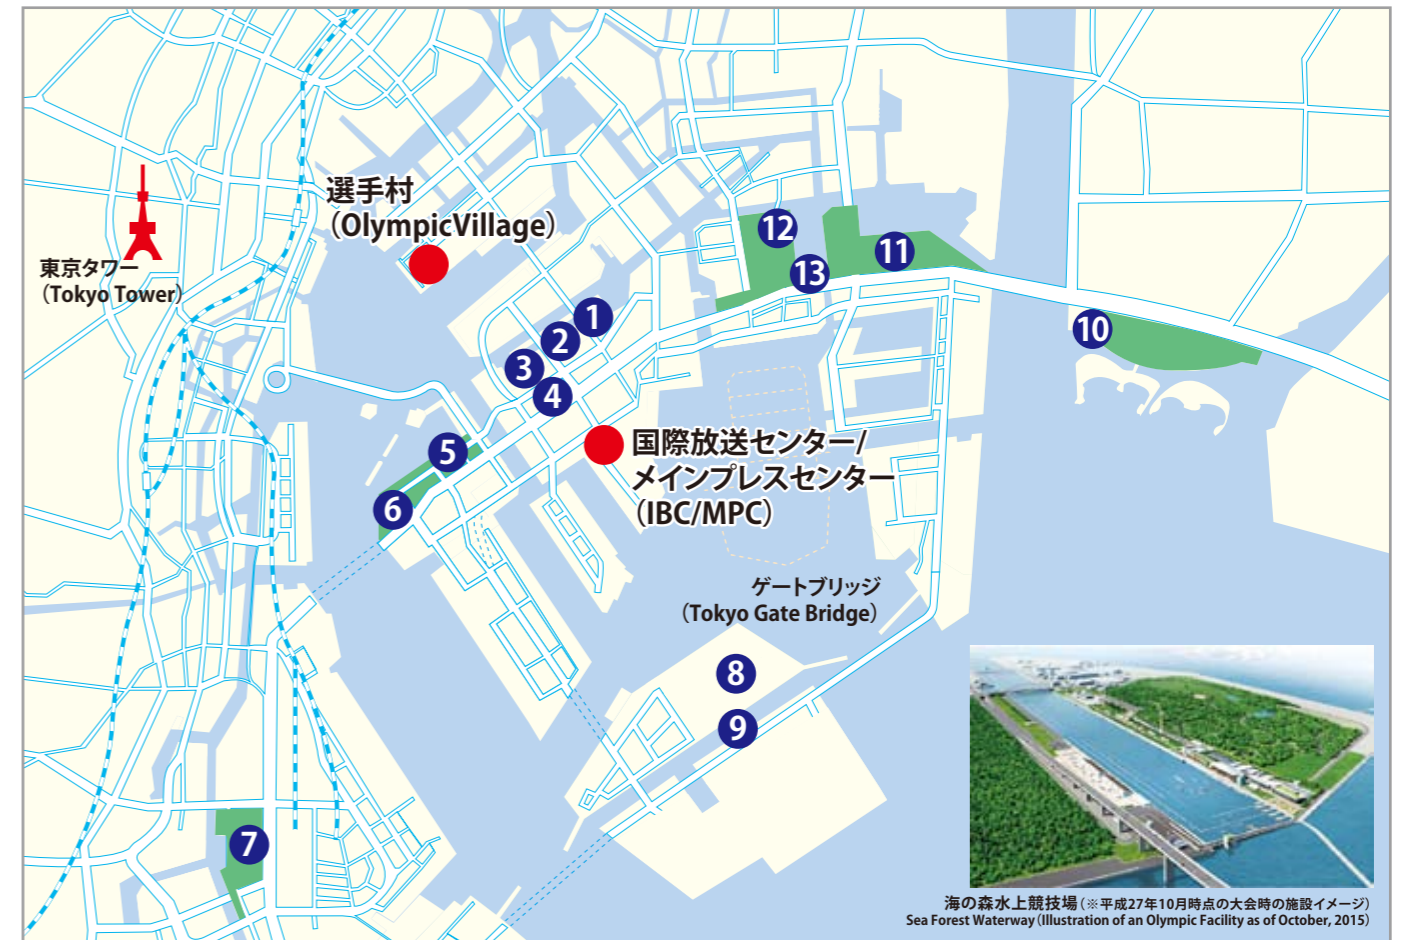 選手村
(OlympicVillage)
東京タワー
(Tokyo Tower)
12
11
13
1
10
2
3
4
国際放送センター/
メインプレスセンター
(IBC/MPC)
5
6
ゲートブリッジ
(Tokyo Gate Bridge)
8
9
7
海の森水上競技場(※平成27年10月時点の大会時の施設イメージ)
Sea Forest Waterway(Illustration of an Olympic Facility as of October, 2015)